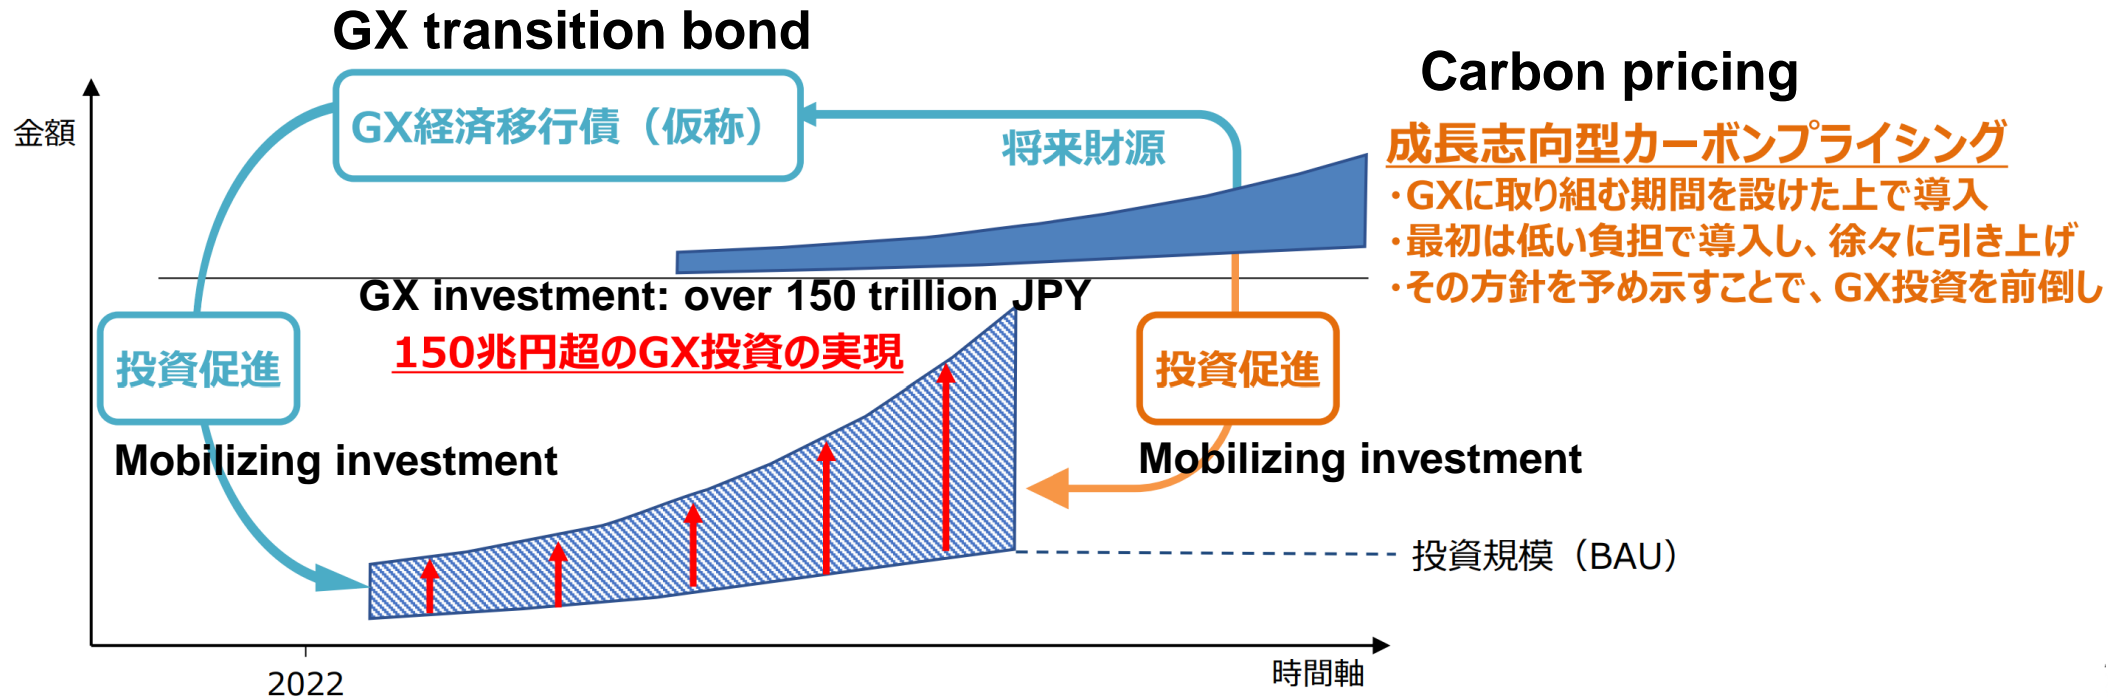 GX transition bond
Carbon pricing
金額
GX経済移行債（仮称）
将来財源
成長志向型カーボンプライシング
・GXに取り組む期間を設けた上で導入
・最初は低い負担で導入し、徐々に引き上げ
・その方針を予め示すことで、GX投資を前倒し
GX investment: over 150 trillion JPY
150兆円超のGX投資の実現
投資促進
投資促進
Mobilizing investment
Mobilizing investment
投資規模（BAU）
時間軸
2022